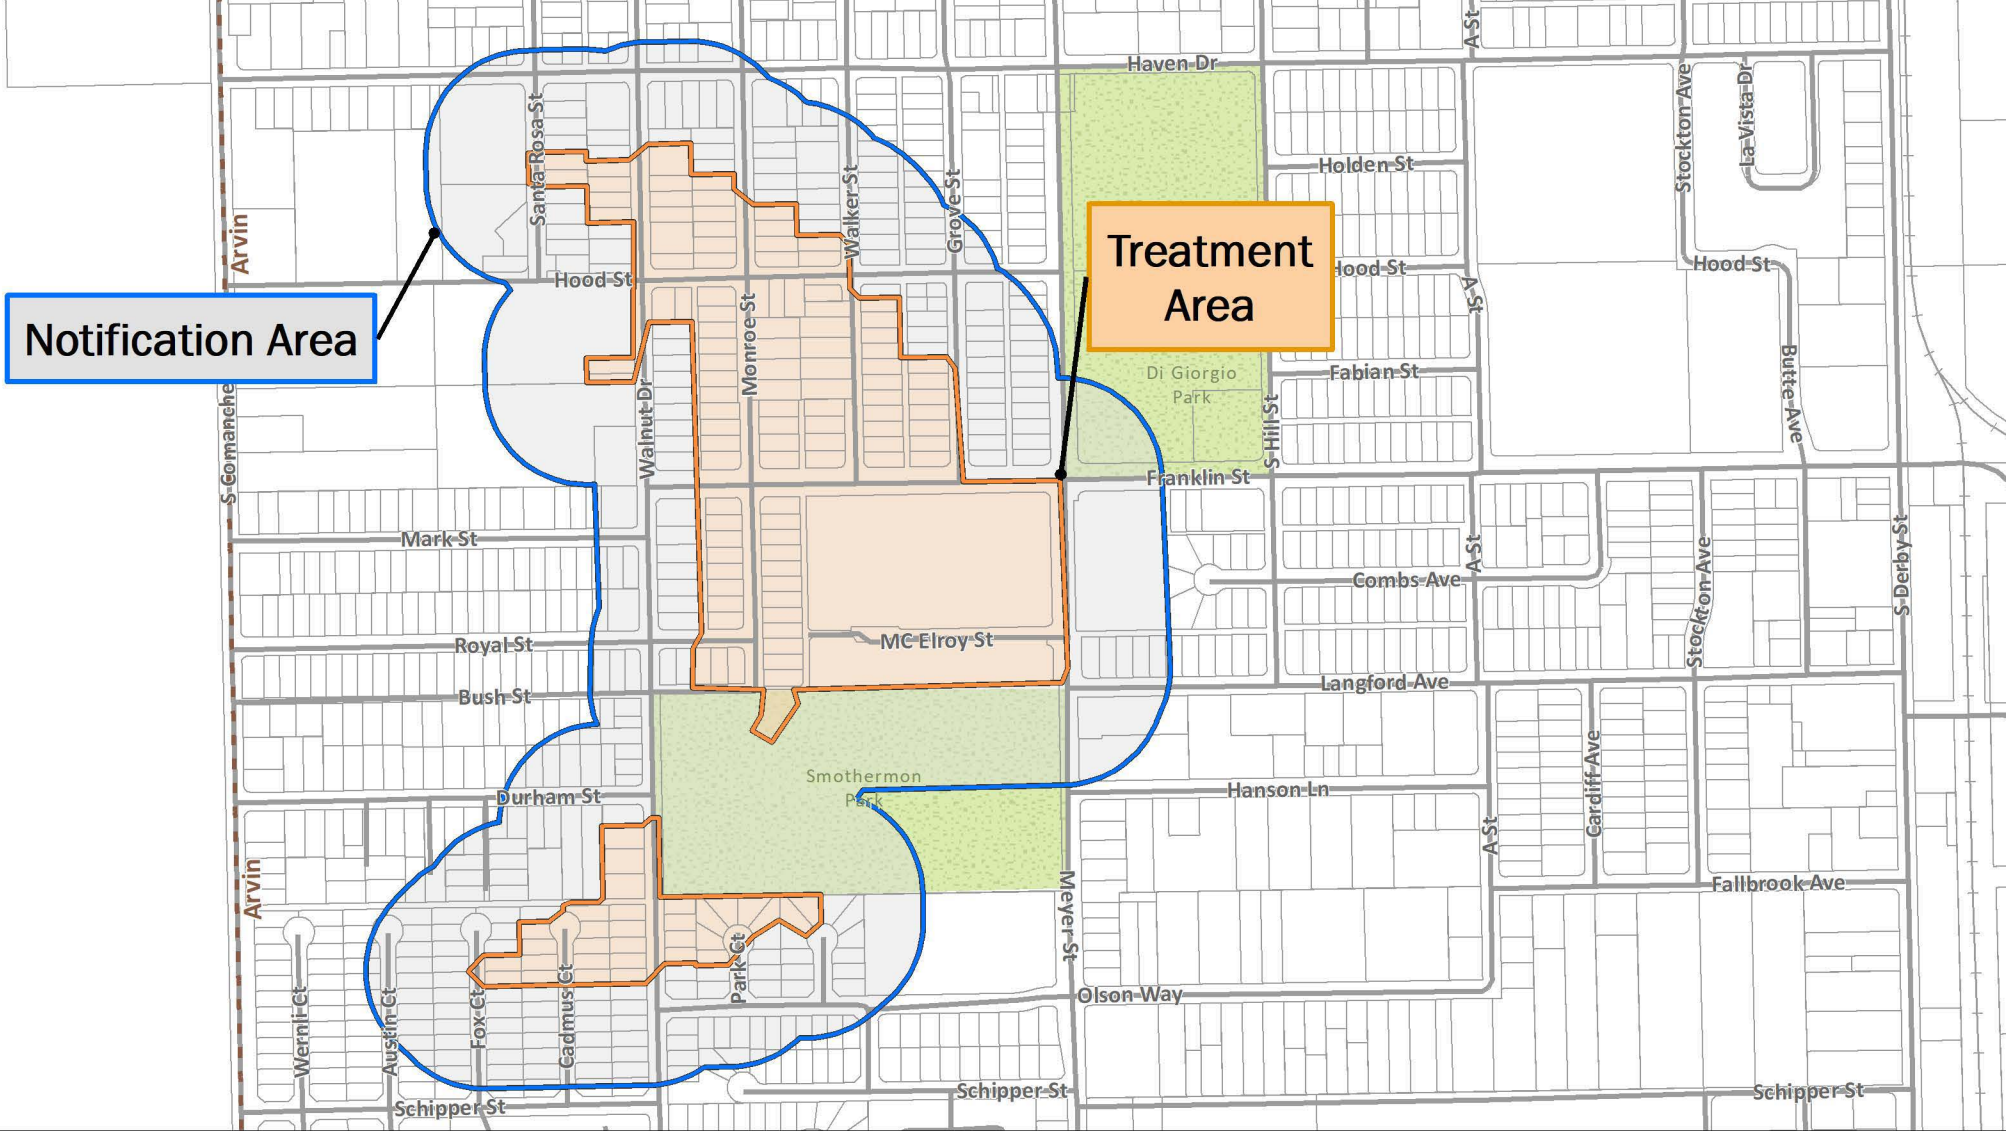 Haven Dr
A St
Stockton Ave
La Vista Dr
Santa Rosa St
Holden St
Walker St
Grove St
Arvin
Treatment
Area
Hood St
Hood St
Hood St
A St
Notification Area
Monroe St
Di Giorgio
Park
Fabian St
Butte Ave
S Comanche
Walnut Dr
S Hill St
Franklin St
Mark St
A St
Combs Ave
Stockton Ave
S Derby St
Royal St
MC Elroy St
Bush St
Langford Ave
Smothermon
Park
Durham St
Hanson Ln
Cardiff Ave
A St
Arvin
Meyer St
Fallbrook Ave
Park Ct
Wernli Ct
Austin Ct
Fox Ct
Cadmus Ct
Olson Way
Schipper St
Schipper St
Schipper St